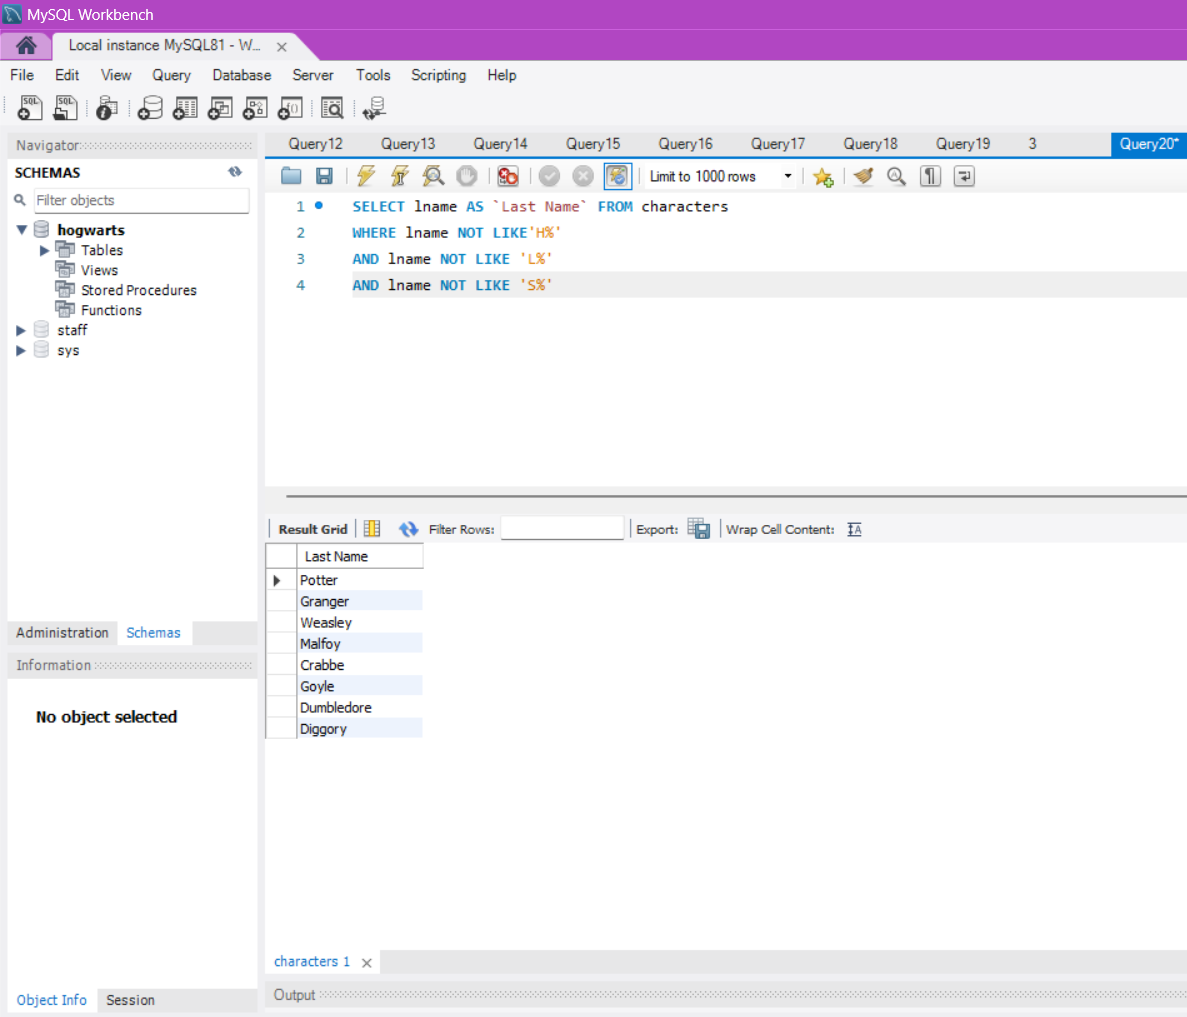 MySQL Workbench
Local instance MySQL81 - W...
File Edit View Query Database Server Tools Scripting Help
Navigator
SCHEMAS
Filter objects
hogwarts
Tables
Views
Stored Procedures
Functions
staff
sys
Administration Schemas
Information
No object selected
Object Info Session
Query12 Query13 Query14 Query15 Query16 Query17 Query18 Query19 3 Query20*
Limit to 1000 rows
1 SELECT lname AS `Last Name` FROM characters
2 WHERE lname NOT LIKE'H%'
3 AND lname NOT LIKE 'L%'
4 AND lname NOT LIKE 'S%'
Result Grid Filter Rows: Export: Wrap Cell Content:
Last Name
Potter
Granger
Weasley
Malfoy
Crabbe
Goyle
Dumbledore
Diggory
characters 1
Output